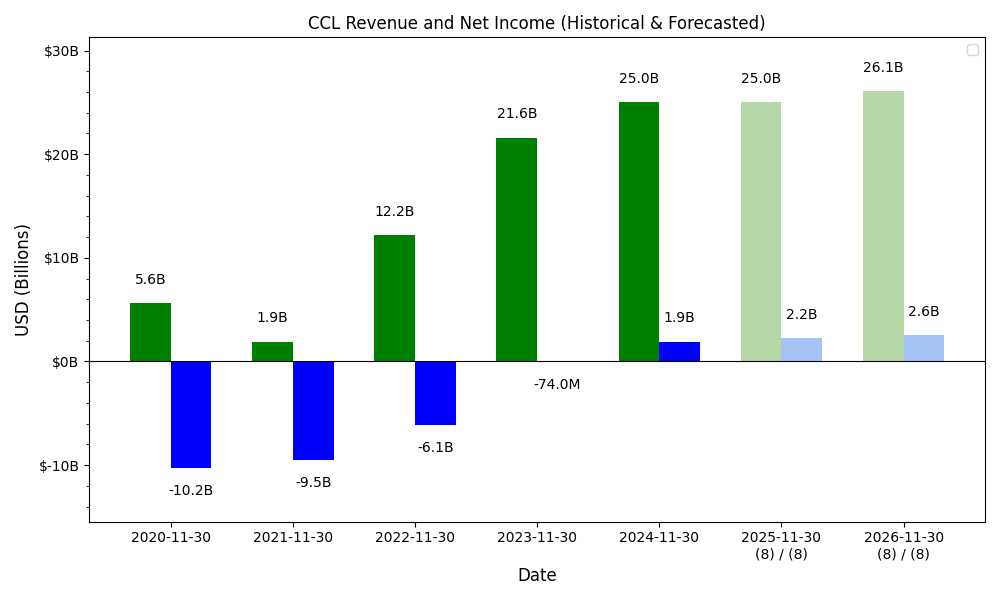 CCL Revenue and Net Income (Historical & Forecasted)
USD (Billions)
$30B
$20B
$10B
$0B
$-10B
5.6B
1.9B
12.2B
21.6B
25.0B
25.0B
26.1B
-10.2B
-9.5B
-6.1B
-74.0M
1.9B
2.2B
2.6B
2020-11-30
2021-11-30
2022-11-30
2023-11-30
2024-11-30
2025-11-30
(8) / (8)
2026-11-30
(8) / (8)
Date